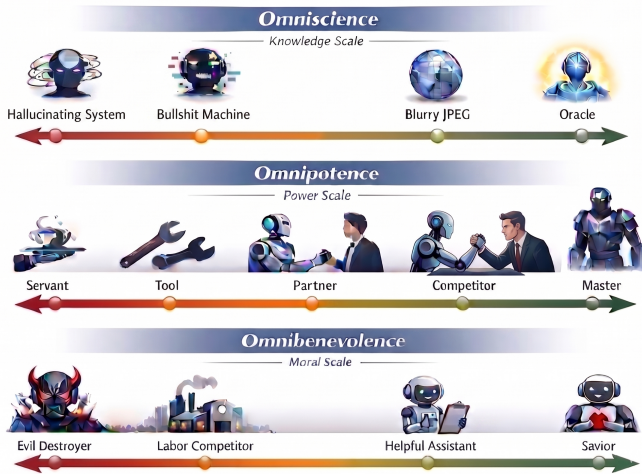 Omniscience
Knowledge Scale
Hallucinating System Bullshit Machine Blurry JPEG Oracle
Omnipotence
Power Scale
Servant Tool Partner Competitor Master
Omnibenevolence
Moral Scale
Evil Destroyer Labor Competitor Helpful Assistant Savior